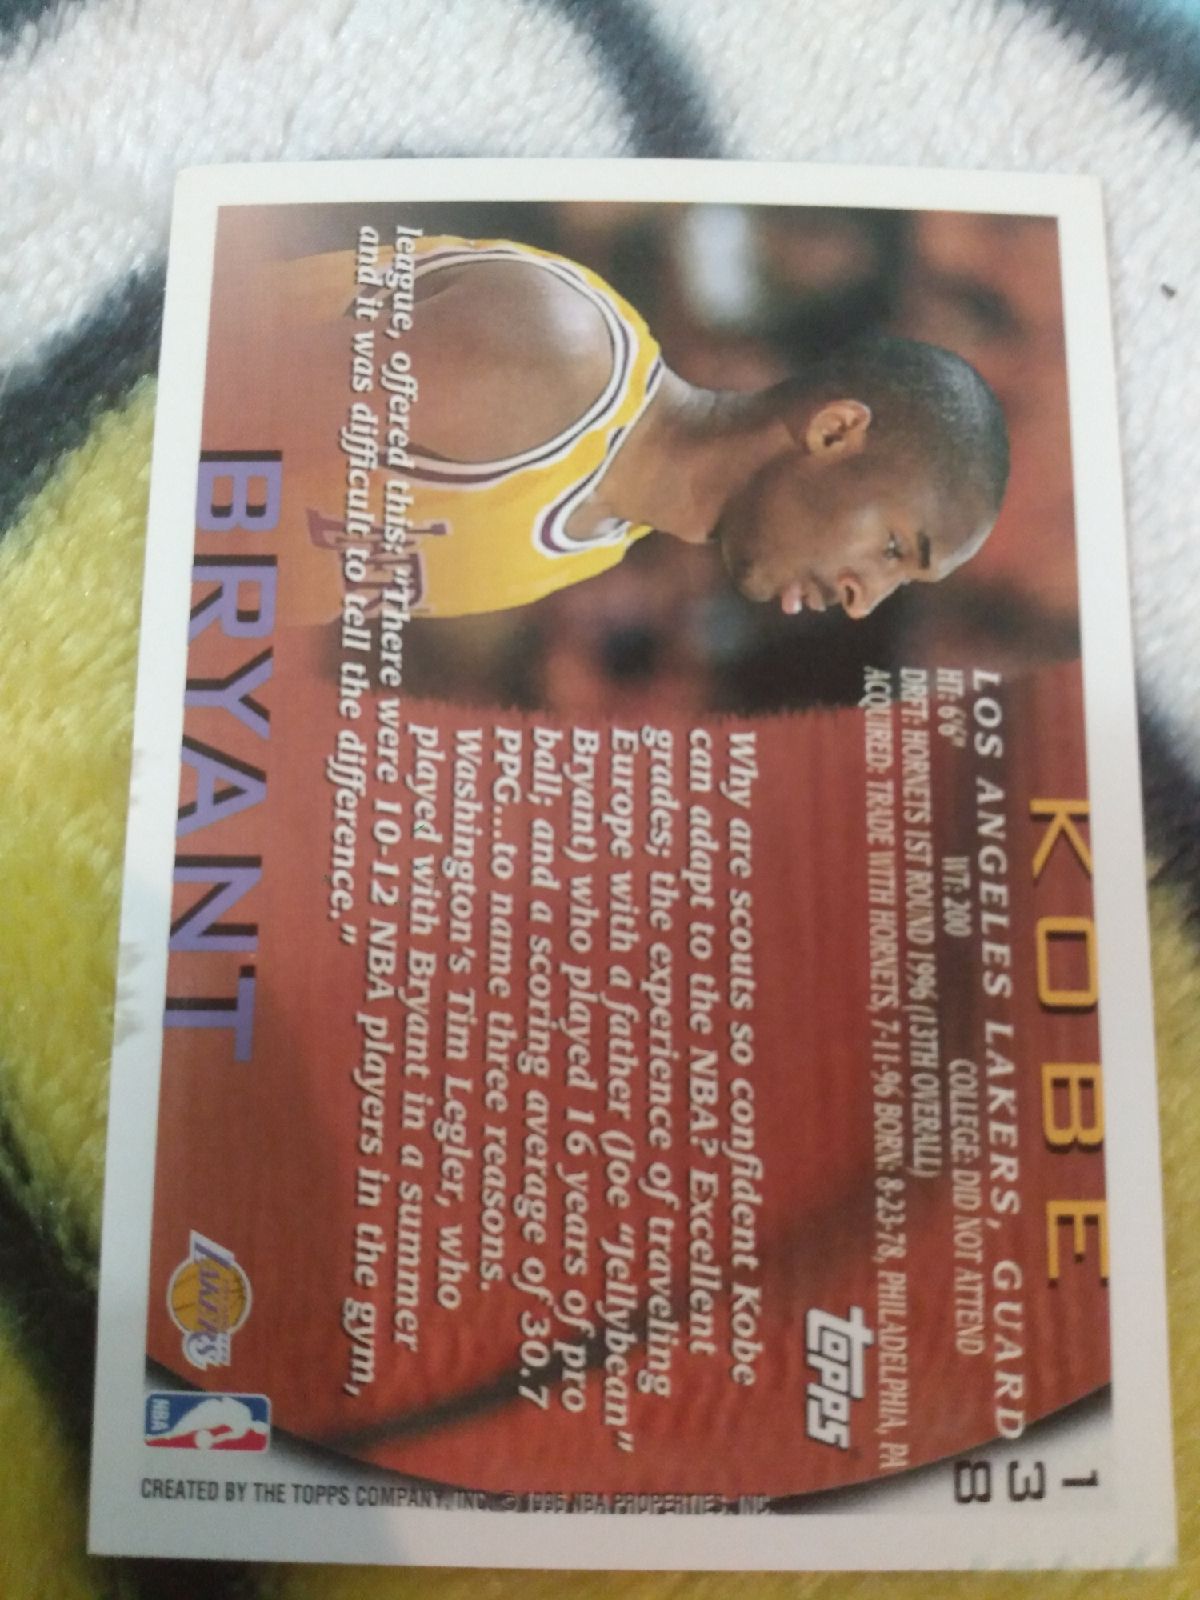 138
KOBE
LOS ANGELES LAKERS, GUARD
HT: 6'6" WT: 200 COLLEGE: DID NOT ATTEND
DRFT: HORNETS 1ST ROUND 1996 (13TH OVERALL)
ACQUIRED: TRADE WITH HORNETS, 7-11-96 BORN: 8-23-78, PHILADELPHIA, PA
TOPPS
Why are scouts so confident Kobe
can adapt to the NBA? Excellent
grades; the experience of traveling
Europe with a father (Joe "Jellybean"
Bryant) who played 16 years of pro
ball; and a scoring average of 30.7
PPG...to name three reasons.
Washington's Tim Legler, who
played with Bryant in a summer
league, offered this: "There were 10-12 NBA players in the gym,
and it was difficult to tell the difference."
BRYANT
LAKERS
NBA
CREATED BY THE TOPPS COMPANY, INC. © 1996 NBA PROPERTIES, INC.